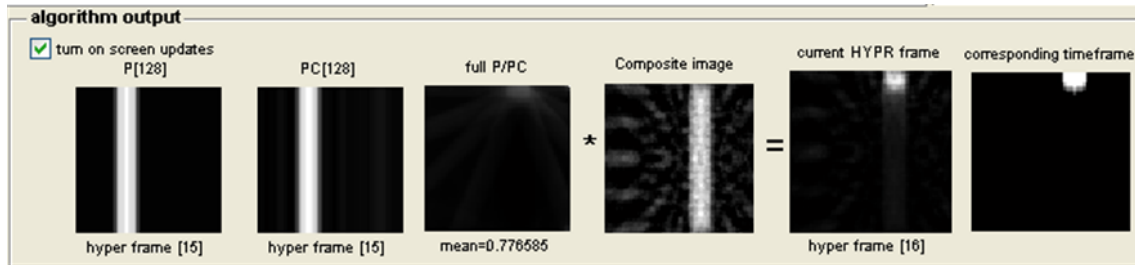 algorithm output
turn on screen updates
P[128]
PC[128]
full P/PC
Composite image
current HYPR frame
corresponding timeframe
*
=
hyper frame [15]
hyper frame [15]
mean=0.776585
hyper frame [16]